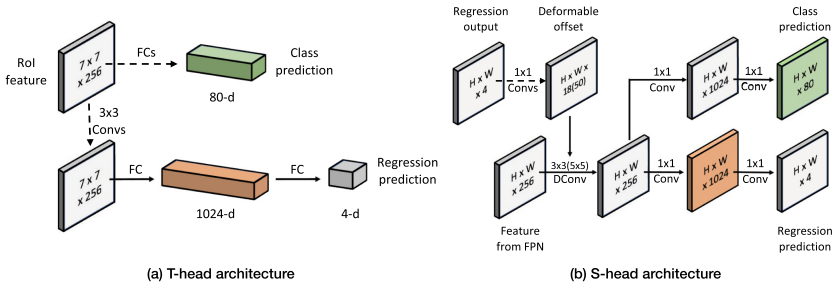 RoI
feature
7 x 7
x 256
FCs
80-d
Class
prediction
3x3
Convs
7 x 7
x 256
FC
1024-d
FC
4-d
Regression
prediction
(a) T-head architecture
Regression
output
H x W
x 4
1x1
Convs
Deformable
offset
H x W x
18(50)
1x1
Conv
H x W
x 1024
1x1
Conv
Class
prediction
H x W
x 80
H x W
x 256
Feature
from FPN
3x3(5x5)
DConv
H x W
x 256
1x1
Conv
H x W
x 1024
1x1
Conv
H x W
x 4
Regression
prediction
(b) S-head architecture